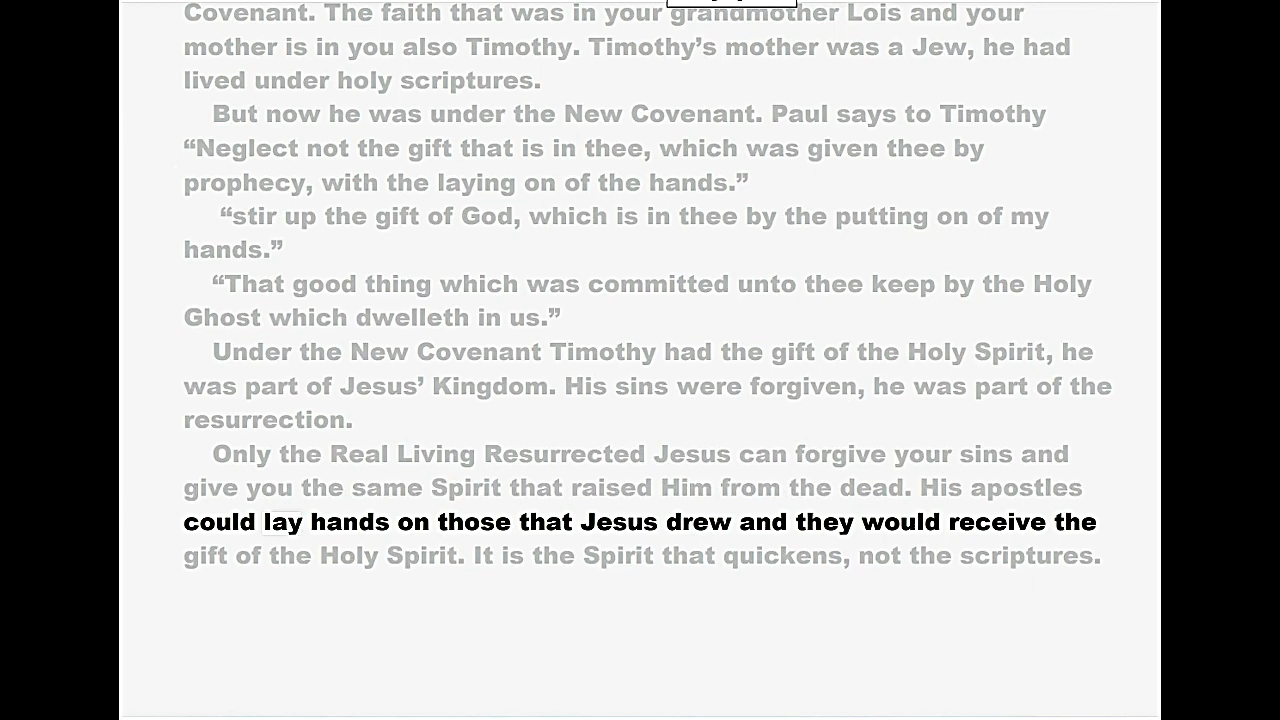 Covenant. The faith that was in your grandmother Lois and your
mother is in you also Timothy. Timothy’s mother was a Jew, he had
lived under holy scriptures.
But now he was under the New Covenant. Paul says to Timothy
“Neglect not the gift that is in thee, which was given thee by
prophecy, with the laying on of the hands.”
“stir up the gift of God, which is in thee by the putting on of my
hands.”
“That good thing which was committed unto thee keep by the Holy
Ghost which dwelleth in us.”
Under the New Covenant Timothy had the gift of the Holy Spirit, he
was part of Jesus’ Kingdom. His sins were forgiven, he was part of the
resurrection.
Only the Real Living Resurrected Jesus can forgive your sins and
give you the same Spirit that raised Him from the dead. His apostles
could lay hands on those that Jesus drew and they would receive the
gift of the Holy Spirit. It is the Spirit that quickens, not the scriptures.